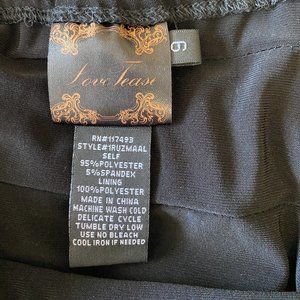 Love Tease
9
RN#117493
STYLE#1RUZMAAL
SELF
95%POLYESTER
5%SPANDEX
LINING
100%POLYESTER
MADE IN CHINA
MACHINE WASH COLD
DELICATE CYCLE
TUMBLE DRY LOW
USE NO BLEACH
COOL IRON IF NEEDED